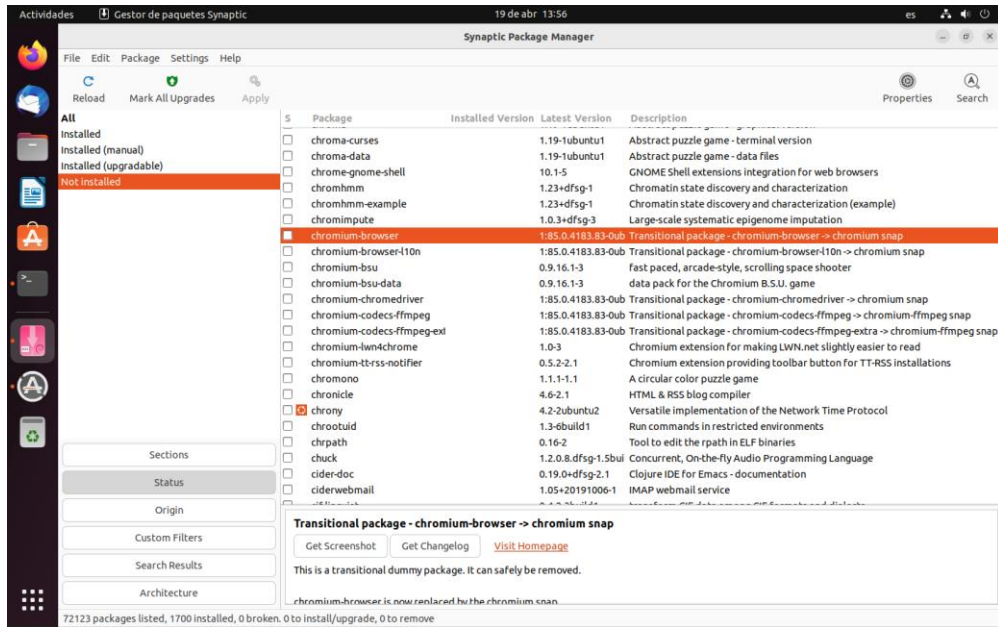 Actividades Gestor de paquetes Synaptic 19 de abr 13:56 es
Synaptic Package Manager
File Edit Package Settings Help
Reload Mark All Upgrades Apply Properties Search
All
Installed
Installed (manual)
Installed (upgradable)
Not installed
S Package Installed Version Latest Version Description
chroma-curses 1.19-1ubuntu1 Abstract puzzle game - terminal version
chroma-data 1.19-1ubuntu1 Abstract puzzle game - data files
chrome-gnome-shell 10.1-5 GNOME Shell extensions integration for web browsers
chromhmm 1.23+dfsg-1 Chromatin state discovery and characterization
chromhmm-example 1.23+dfsg-1 Chromatin state discovery and characterization (example)
chromimpute 1.0.3+dfsg-3 Large-scale systematic epigenome imputation
chromium-browser 1:85.0.4183.83-0ub Transitional package - chromium-browser -> chromium snap
chromium-browser-l10n 1:85.0.4183.83-0ub Transitional package - chromium-browser-l10n -> chromium snap
chromium-bsu 0.9.16.1-3 fast paced, arcade-style, scrolling space shooter
chromium-bsu-data 0.9.16.1-3 data pack for the Chromium B.S.U. game
chromium-chromedriver 1:85.0.4183.83-0ub Transitional package - chromium-chromedriver -> chromium snap
chromium-codecs-ffmpeg 1:85.0.4183.83-0ub Transitional package - chromium-codecs-ffmpeg -> chromium-ffmpeg snap
chromium-codecs-ffmpeg-ext 1:85.0.4183.83-0ub Transitional package - chromium-codecs-ffmpeg-extra -> chromium-ffmpeg snap
chromium-lwn4chrome 1.0-3 Chromium extension for making LWN.net slightly easier to read
chromium-tt-rss-notifier 0.5.2-2.1 Chromium extension providing toolbar button for TT-RSS installations
chromono 1.1.1-1.1 A circular color puzzle game
chronicle 4.6-2.1 HTML & RSS blog compiler
chrony 4.2-2ubuntu2 Versatile implementation of the Network Time Protocol
chrootuid 1.3-6build1 Run commands in restricted environments
chrpath 0.16-2 Tool to edit the rpath in ELF binaries
chuck 1.2.0.8.dfsg-1.5bui Concurrent, On-the-fly Audio Programming Language
cider-doc 0.19.0+dfsg-2.1 Clojure IDE for Emacs - documentation
ciderwebmail 1.05+20191006-1 IMAP webmail service
Sections
Status
Origin
Custom Filters
Search Results
Architecture
Transitional package - chromium-browser -> chromium snap
Get Screenshot Get Changelog Visit Homepage
This is a transitional dummy package. It can safely be removed.
chromium-browser is now replaced by the chromium snap
72123 packages listed, 1700 installed, 0 broken. 0 to install/upgrade, 0 to remove